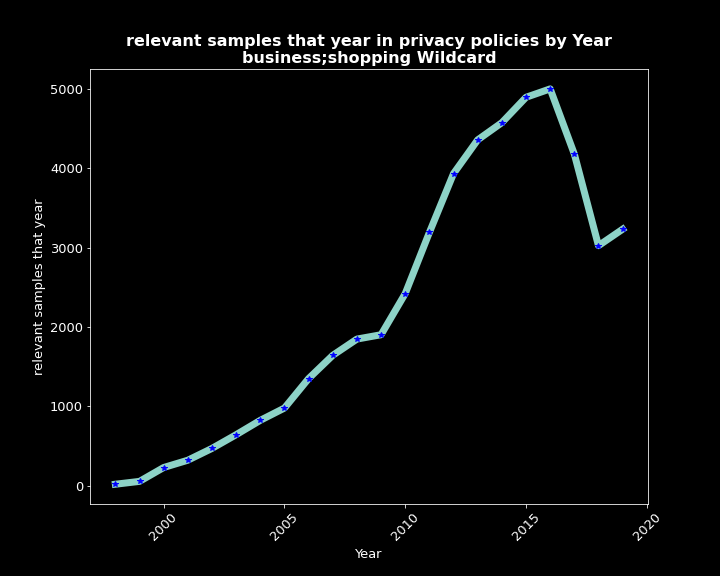 relevant samples that year in privacy policies by Year
business;shopping Wildcard
relevant samples that year
5000
4000
3000
2000
1000
0
2000
2005
2010
2015
2020
Year